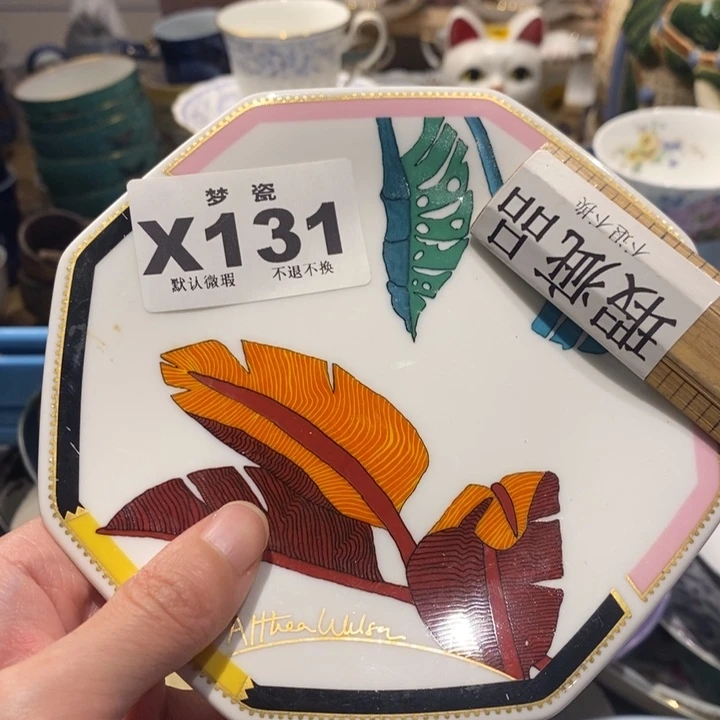 梦瓷
X131
默认微瑕 不退不换
瑕疵品
不退不换
Althea Wilson